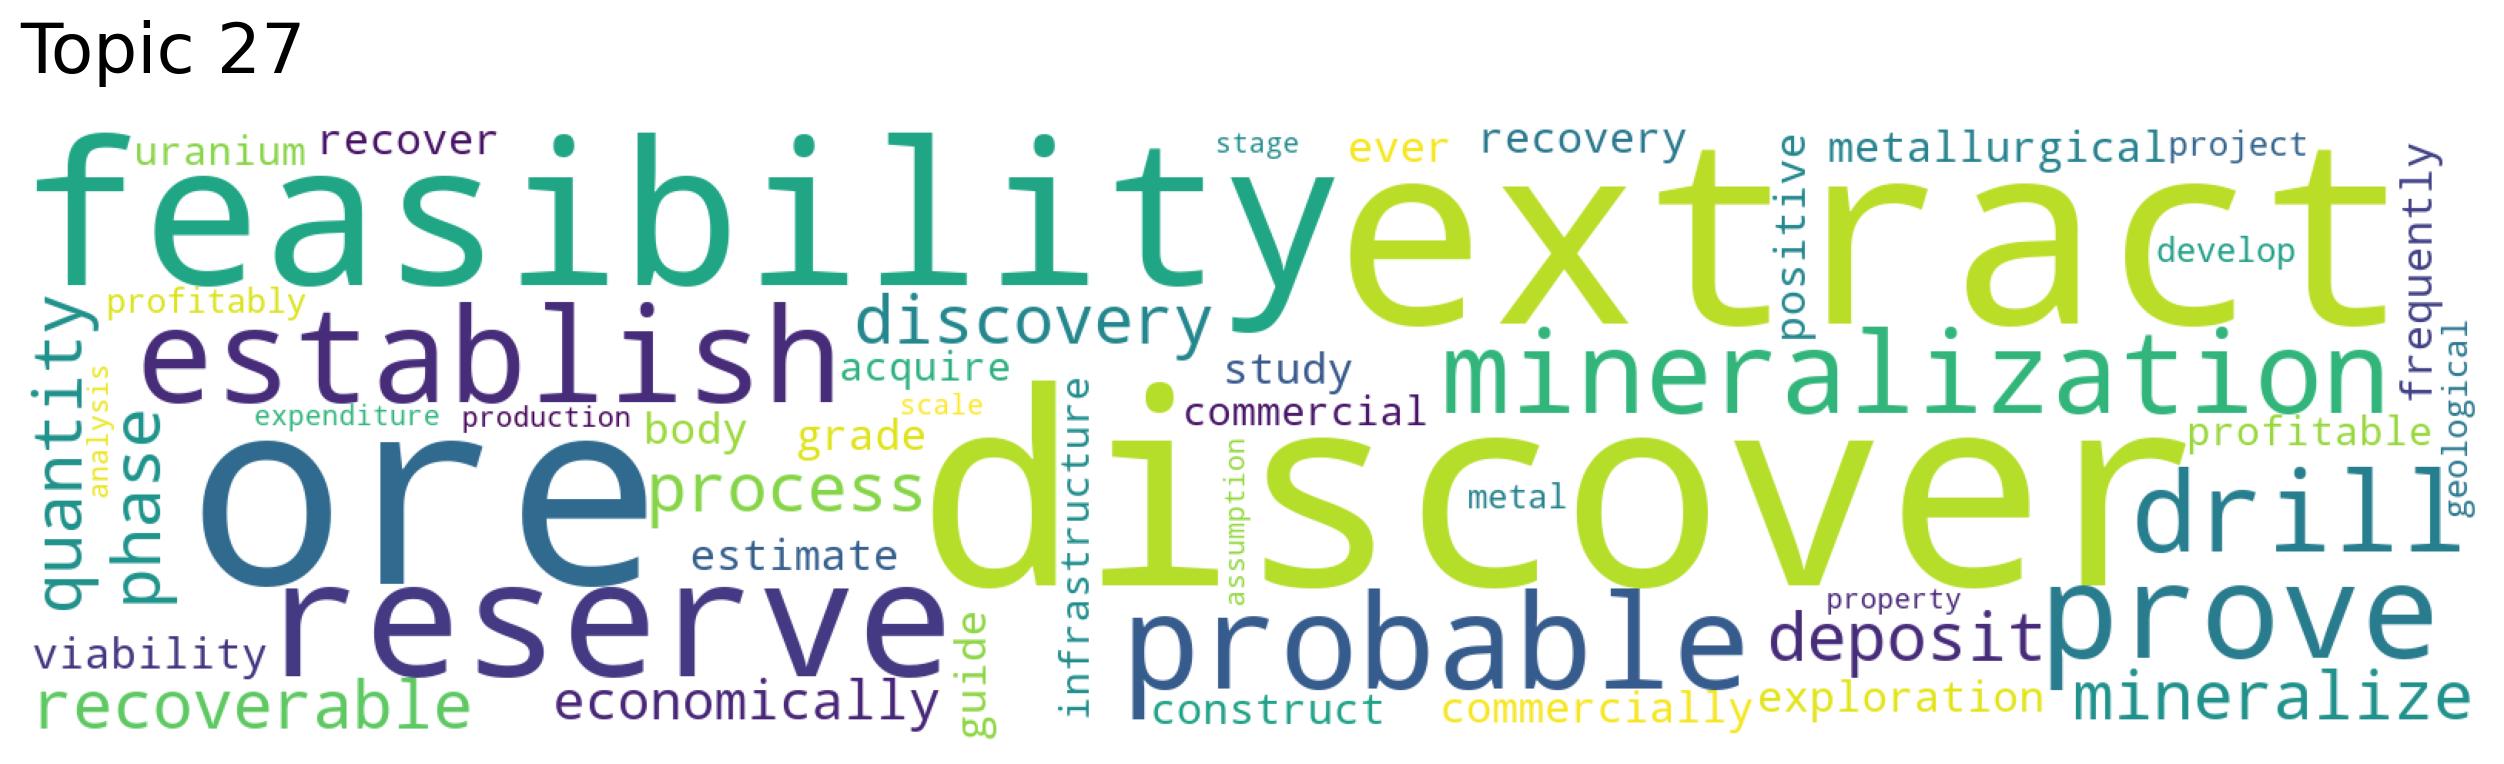 Topic 27
uranium
recover
stage
ever
recovery
positive
metallurgical
project
frequently
feasibility
extract
develop
profitably
quantity
establish
discovery
acquire
study
mineralization
geological
analysis
phase
expenditure
production
body
grade
scale
commercial
profitable
infrastructure
assumption
ore
process
discover
metal
drill
estimate
reserve
guide
probable
property
deposit
prove
viability
recoverable
economically
construct
commercially
exploration
mineralize